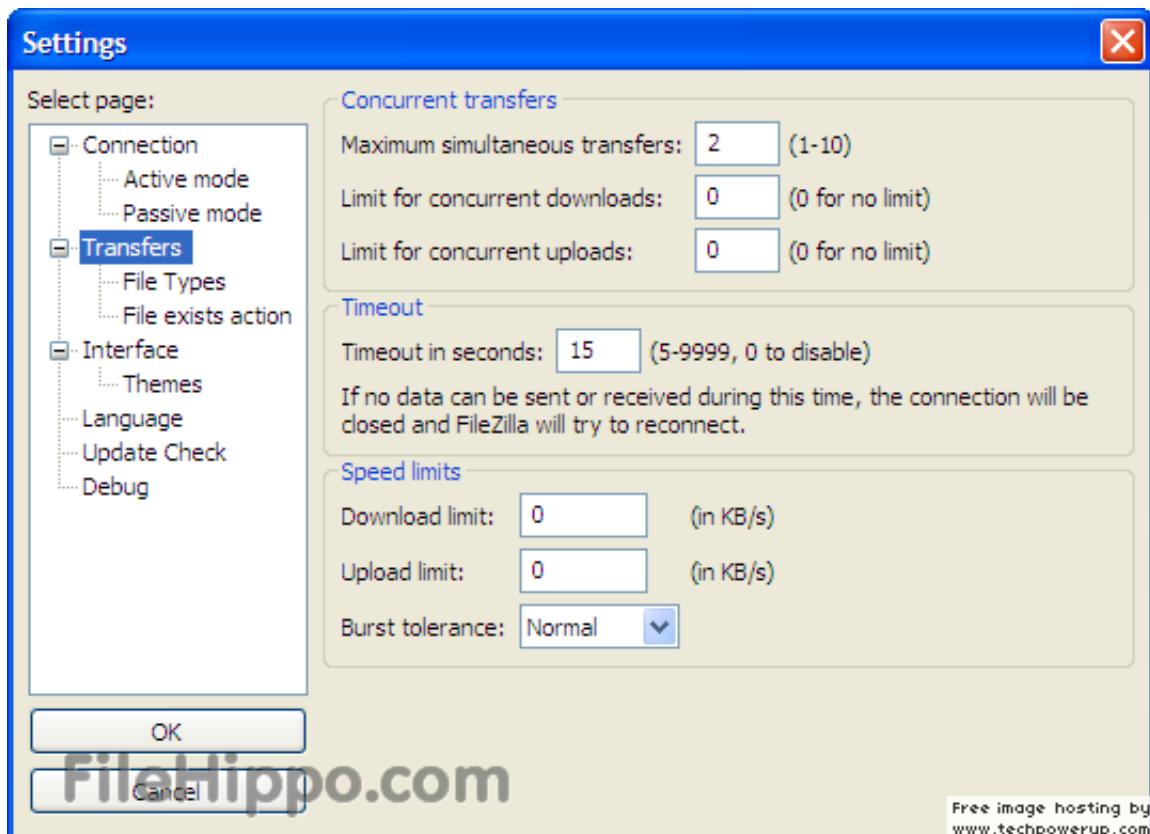 Settings
Select page:
Connection
Active mode
Passive mode
Transfers
File Types
File exists action
Interface
Themes
Language
Update Check
Debug
OK
Cancel
Concurrent transfers
Maximum simultaneous transfers: 2 (1-10)
Limit for concurrent downloads: 0 (0 for no limit)
Limit for concurrent uploads: 0 (0 for no limit)
Timeout
Timeout in seconds: 15 (5-9999, 0 to disable)
If no data can be sent or received during this time, the connection will be
closed and FileZilla will try to reconnect.
Speed limits
Download limit: 0 (in KB/s)
Upload limit: 0 (in KB/s)
Burst tolerance: Normal
FileHippo.com
Free image hosting by
www.techpowerup.com